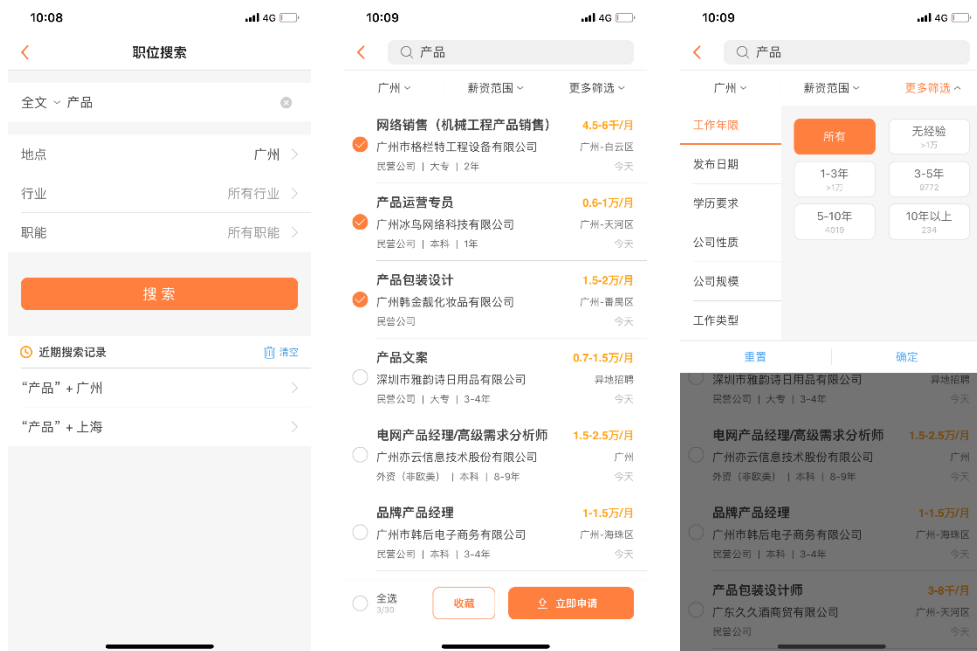 10:08
4G
职位搜索
全文 产品
地点
广州
行业
所有行业
职能
所有职能
搜索
近期搜索记录
清空
“产品” + 广州
“产品” + 上海
10:09
4G
产品
广州
薪资范围
更多筛选
网络销售（机械工程产品销售）
4.5-6千/月
广州市格栏特工程设备有限公司
广州-白云区
民营公司 | 大专 | 2年
今天
产品运营专员
0.6-1万/月
广州冰鸟网络科技有限公司
广州-天河区
民营公司 | 本科 | 1年
今天
产品包装设计
1.5-2万/月
广州韩金靓化妆品有限公司
广州-番禺区
民营公司
今天
产品文案
0.7-1.5万/月
深圳市雅韵诗日用品有限公司
异地招聘
民营公司 | 大专 | 3-4年
今天
电网产品经理/高级需求分析师
1.5-2.5万/月
广州亦云信息技术股份有限公司
广州
外资（非欧美） | 本科 | 8-9年
今天
品牌产品经理
1-1.5万/月
广州市韩后电子商务有限公司
广州-海珠区
民营公司 | 本科 | 3-4年
今天
全选
3/30
收藏
立即申请
10:09
4G
产品
广州
薪资范围
更多筛选
工作年限
发布日期
学历要求
公司性质
公司规模
工作类型
所有
无经验
>1万
1-3年
>1万
3-5年
9772
5-10年
4019
10年以上
234
重置
确定
深圳市雅韵诗日用品有限公司
异地招聘
民营公司 | 大专 | 3-4年
今天
电网产品经理/高级需求分析师
1.5-2.5万/月
广州亦云信息技术股份有限公司
广州
外资（非欧美） | 本科 | 8-9年
今天
品牌产品经理
1-1.5万/月
广州市韩后电子商务有限公司
广州-海珠区
民营公司 | 本科 | 3-4年
今天
产品包装设计师
3-8千/月
广东久久酒商贸有限公司
广州-天河区
民营公司
今天